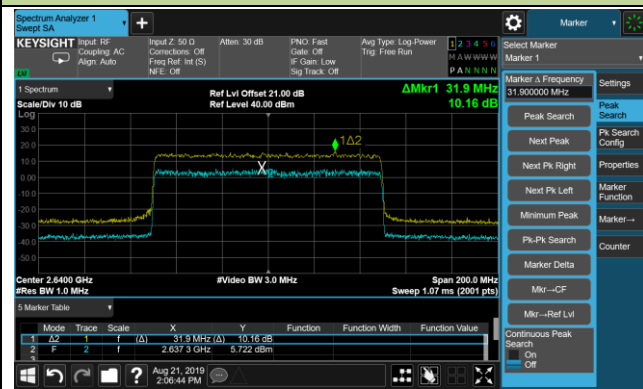 Spectrum Analyzer 1
Swept SA
Marker
KEYSIGHT Input: RF Input Z: 50 Ω Atten: 30 dB PNO: Fast Avg Type: Log-Power 1 2 3 4 5 6
Coupling: AC Corrections: Off Gate: Off Trig: Free Run M A W W W W
Align: Auto Freq Ref: Int (S) IF Gain: Low
NFE: Off Sig Track: Off P A N N N N
LXI
Select Marker
Marker 1
1 Spectrum
Ref Lvl Offset 21.00 dB ΔMkr1 31.9 MHz
Scale/Div 10 dB Ref Level 40.00 dBm 10.16 dB
Log
30.0
20.0
10.0
0.00
-10.0
-20.0
-30.0
-40.0
-50.0
1Δ2
X
Center 2.6400 GHz #Video BW 3.0 MHz Span 200.0 MHz
#Res BW 1.0 MHz Sweep 1.07 ms (2001 pts)
5 Marker Table
Mode Trace Scale X Y Function Function Width Function Value
1 Δ2 1 f (Δ) 31.9 MHz (Δ) 10.16 dB
2 F 2 f 2.637 3 GHz 5.722 dBm
3
Aug 21, 2019
2:06:44 PM
Marker Δ Frequency
31.900000 MHz
Peak Search
Next Peak
Next Pk Right
Next Pk Left
Minimum Peak
Pk-Pk Search
Marker Delta
Mkr→CF
Mkr→Ref Lvl
Continuous Peak
Search
On
Off
Settings
Peak
Search
Pk Search
Config
Properties
Marker
Function
Marker→
Counter